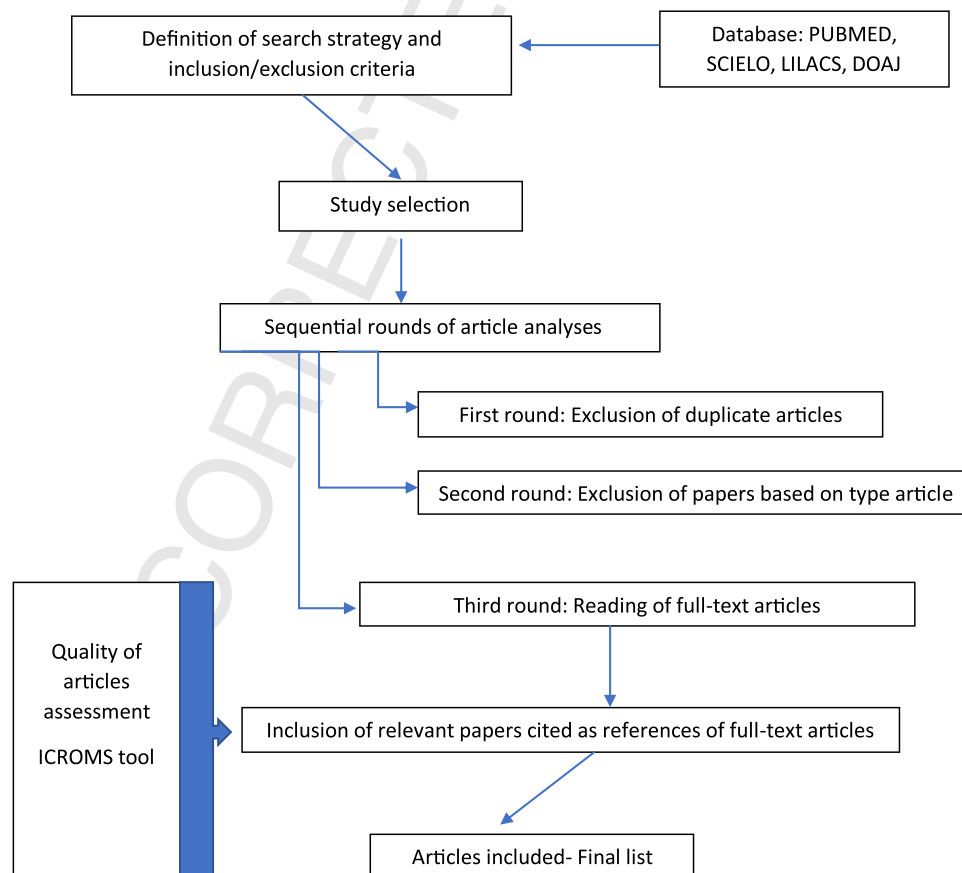 Definition of search strategy and
inclusion/exclusion criteria
Database: PUBMED,
SCIELO, LILACS, DOAJ
Study selection
Sequential rounds of article analyses
First round: Exclusion of duplicate articles
Second round: Exclusion of papers based on type article
Third round: Reading of full-text articles
Quality of
articles
assessment
ICROMS tool
Inclusion of relevant papers cited as references of full-text articles
Articles included- Final list